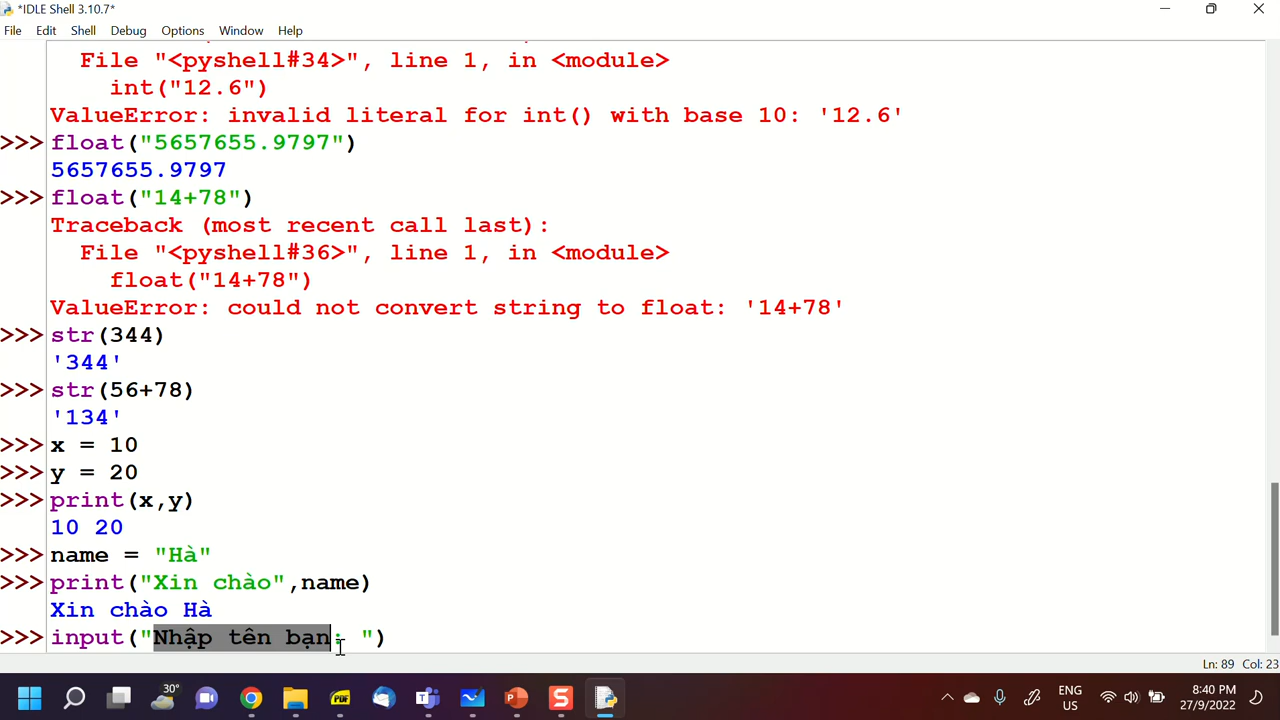 *IDLE Shell 3.10.7*
File Edit Shell Debug Options Window Help
File "<pyshell#34>", line 1, in <module>
int("12.6")
ValueError: invalid literal for int() with base 10: '12.6'
>>> float("5657655.9797")
5657655.9797
>>> float("14+78")
Traceback (most recent call last):
File "<pyshell#36>", line 1, in <module>
float("14+78")
ValueError: could not convert string to float: '14+78'
>>> str(344)
'344'
>>> str(56+78)
'134'
>>> x = 10
>>> y = 20
>>> print(x,y)
10 20
>>> name = "Hà"
>>> print("Xin chào",name)
Xin chào Hà
>>> input("Nhập tên bạn: ")
Ln: 89 Col: 23
30°
PDF
ENG
US
8:40 PM
27/9/2022